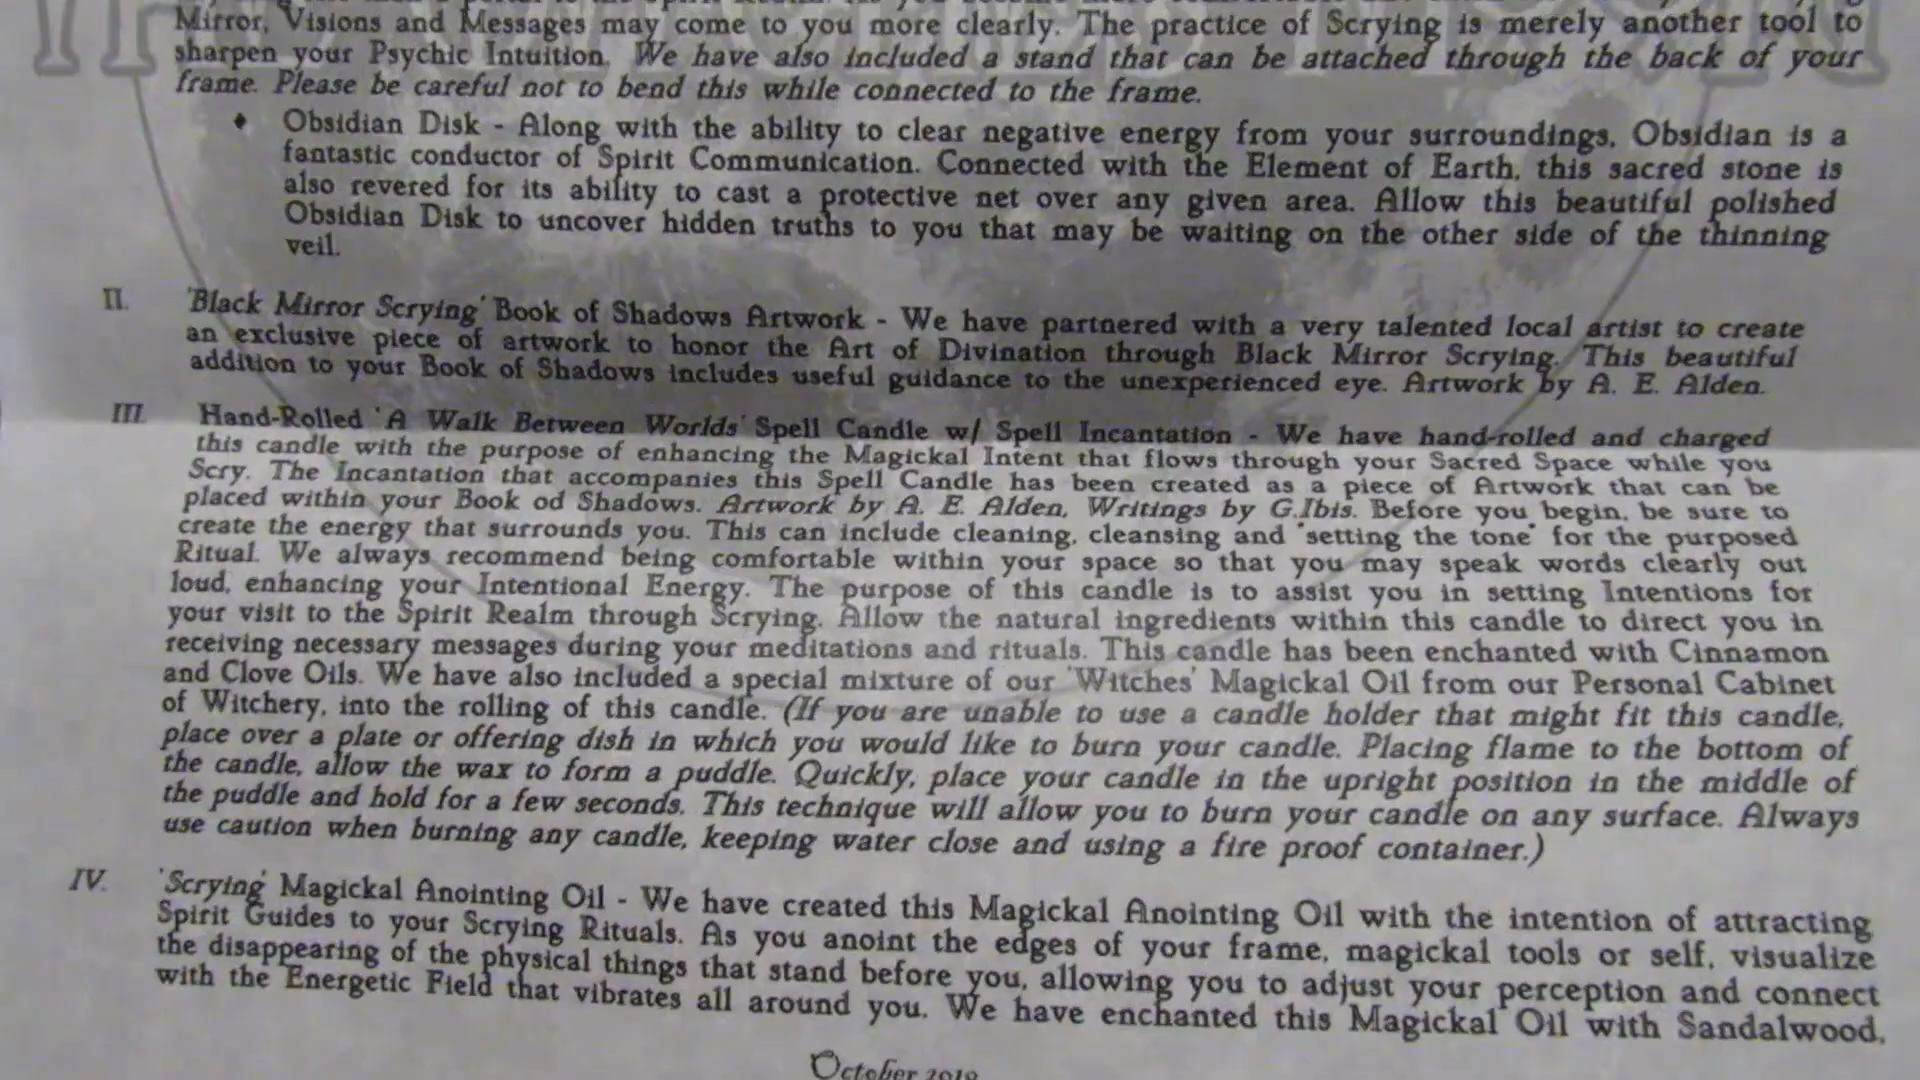 Mirror, Visions and Messages may come to you more clearly. The practice of Scrying is merely another tool to
sharpen your Psychic Intuition. We have also included a stand that can be attached through the back of your
frame. Please be careful not to bend this while connected to the frame.
♦ Obsidian Disk - Along with the ability to clear negative energy from your surroundings, Obsidian is a
fantastic conductor of Spirit Communication. Connected with the Element of Earth, this sacred stone is
also revered for its ability to cast a protective net over any given area. Allow this beautiful polished
Obsidian Disk to uncover hidden truths to you that may be waiting on the other side of the thinning
veil.
II. 'Black Mirror Scrying' Book of Shadows Artwork - We have partnered with a very talented local artist to create
an exclusive piece of artwork to honor the Art of Divination through Black Mirror Scrying. This beautiful
addition to your Book of Shadows includes useful guidance to the unexperienced eye. Artwork by A. E. Alden.
III. Hand-Rolled 'A Walk Between Worlds' Spell Candle w/ Spell Incantation - We have hand-rolled and charged
this candle with the purpose of enhancing the Magickal Intent that flows through your Sacred Space while you
Scry. The Incantation that accompanies this Spell Candle has been created as a piece of Artwork that can be
placed within your Book od Shadows. Artwork by A. E. Alden, Writings by G.Ibis. Before you begin, be sure to
create the energy that surrounds you. This can include cleaning, cleansing and 'setting the tone' for the purposed
Ritual. We always recommend being comfortable within your space so that you may speak words clearly out
loud, enhancing your Intentional Energy. The purpose of this candle is to assist you in setting Intentions for
your visit to the Spirit Realm through Scrying. Allow the natural ingredients within this candle to direct you in
receiving necessary messages during your meditations and rituals. This candle has been enchanted with Cinnamon
and Clove Oils. We have also included a special mixture of our 'Witches' Magickal Oil from our Personal Cabinet
of Witchery, into the rolling of this candle. (If you are unable to use a candle holder that might fit this candle,
place over a plate or offering dish in which you would like to burn your candle. Placing flame to the bottom of
the candle, allow the wax to form a puddle. Quickly, place your candle in the upright position in the middle of
the puddle and hold for a few seconds. This technique will allow you to burn your candle on any surface. Always
use caution when burning any candle, keeping water close and using a fire proof container.)
IV. 'Scrying' Magickal Anointing Oil - We have created this Magickal Anointing Oil with the intention of attracting
Spirit Guides to your Scrying Rituals. As you anoint the edges of your frame, magickal tools or self, visualize
the disappearing of the physical things that stand before you, allowing you to adjust your perception and connect
with the Energetic Field that vibrates all around you. We have enchanted this Magickal Oil with Sandalwood,
October 2019